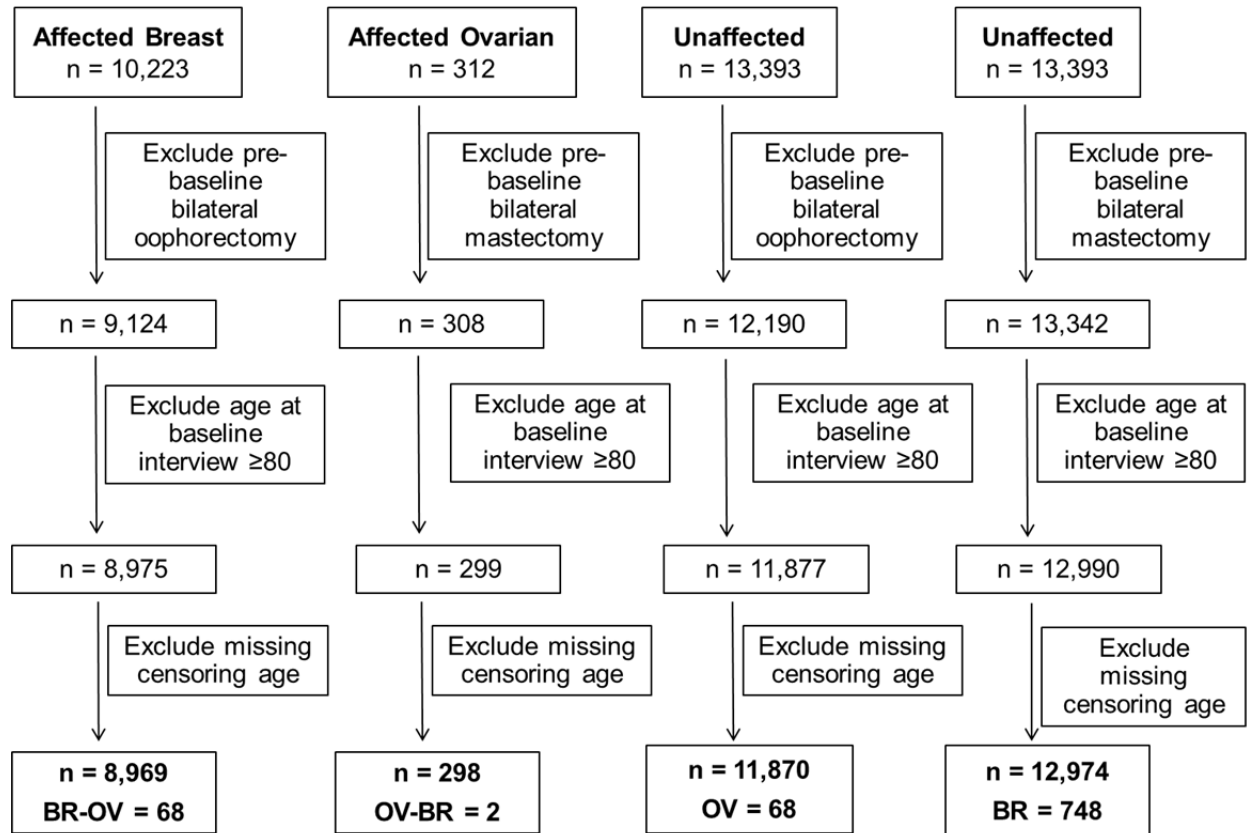 Affected Breast
n = 10,223
Affected Ovarian
n = 312
Unaffected
n = 13,393
Unaffected
n = 13,393
Exclude pre-
baseline
bilateral
oophorectomy
Exclude pre-
baseline
bilateral
mastectomy
Exclude pre-
baseline
bilateral
oophorectomy
Exclude pre-
baseline
bilateral
mastectomy
n = 9,124
n = 308
n = 12,190
n = 13,342
Exclude age at
baseline
interview ≥80
Exclude age at
baseline
interview ≥80
Exclude age at
baseline
interview ≥80
Exclude age at
baseline
interview ≥80
n = 8,975
n = 299
n = 11,877
n = 12,990
Exclude missing
censoring age
Exclude missing
censoring age
Exclude missing
censoring age
Exclude
missing
censoring age
n = 8,969
BR-OV = 68
n = 298
OV-BR = 2
n = 11,870
OV = 68
n = 12,974
BR = 748